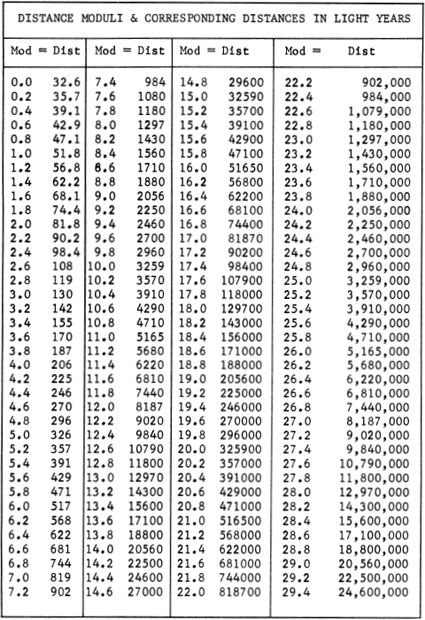 DISTANCE MODULI & CORRESPONDING DISTANCES IN LIGHT YEARS
Mod = Dist Mod = Dist Mod = Dist Mod = Dist
0.0 32.6 7.4 984 14.8 29600 22.2 902,000
0.2 35.7 7.6 1080 15.0 32590 22.4 984,000
0.4 39.1 7.8 1180 15.2 35700 22.6 1,079,000
0.6 42.9 8.0 1297 15.4 39100 22.8 1,180,000
0.8 47.1 8.2 1430 15.6 42900 23.0 1,297,000
1.0 51.8 8.4 1560 15.8 47100 23.2 1,430,000
1.2 56.8 8.6 1710 16.0 51650 23.4 1,560,000
1.4 62.2 8.8 1880 16.2 56800 23.6 1,710,000
1.6 68.1 9.0 2056 16.4 62200 23.8 1,880,000
1.8 74.4 9.2 2250 16.6 68100 24.0 2,056,000
2.0 81.8 9.4 2460 16.8 74400 24.2 2,250,000
2.2 90.2 9.6 2700 17.0 81870 24.4 2,460,000
2.4 98.4 9.8 2960 17.2 90200 24.6 2,700,000
2.6 108 10.0 3259 17.4 98400 24.8 2,960,000
2.8 119 10.2 3570 17.6 107900 25.0 3,259,000
3.0 130 10.4 3910 17.8 118000 25.2 3,570,000
3.2 142 10.6 4290 18.0 129700 25.4 3,910,000
3.4 155 10.8 4710 18.2 143000 25.6 4,290,000
3.6 170 11.0 5165 18.4 156000 25.8 4,710,000
3.8 187 11.2 5680 18.6 171000 26.0 5,165,000
4.0 206 11.4 6220 18.8 188000 26.2 5,680,000
4.2 225 11.6 6810 19.0 205600 26.4 6,220,000
4.4 246 11.8 7440 19.2 225000 26.6 6,810,000
4.6 270 12.0 8187 19.4 246000 26.8 7,440,000
4.8 296 12.2 9020 19.6 270000 27.0 8,187,000
5.0 326 12.4 9840 19.8 296000 27.2 9,020,000
5.2 357 12.6 10790 20.0 325900 27.4 9,840,000
5.4 391 12.8 11800 20.2 357000 27.6 10,790,000
5.6 429 13.0 12970 20.4 391000 27.8 11,800,000
5.8 471 13.2 14300 20.6 429000 28.0 12,970,000
6.0 517 13.4 15600 20.8 471000 28.2 14,300,000
6.2 568 13.6 17100 21.0 516500 28.4 15,600,000
6.4 622 13.8 18800 21.2 568000 28.6 17,100,000
6.6 681 14.0 20560 21.4 622000 28.8 18,800,000
6.8 744 14.2 22500 21.6 681000 29.0 20,560,000
7.0 819 14.4 24600 21.8 744000 29.2 22,500,000
7.2 902 14.6 27000 22.0 818700 29.4 24,600,000